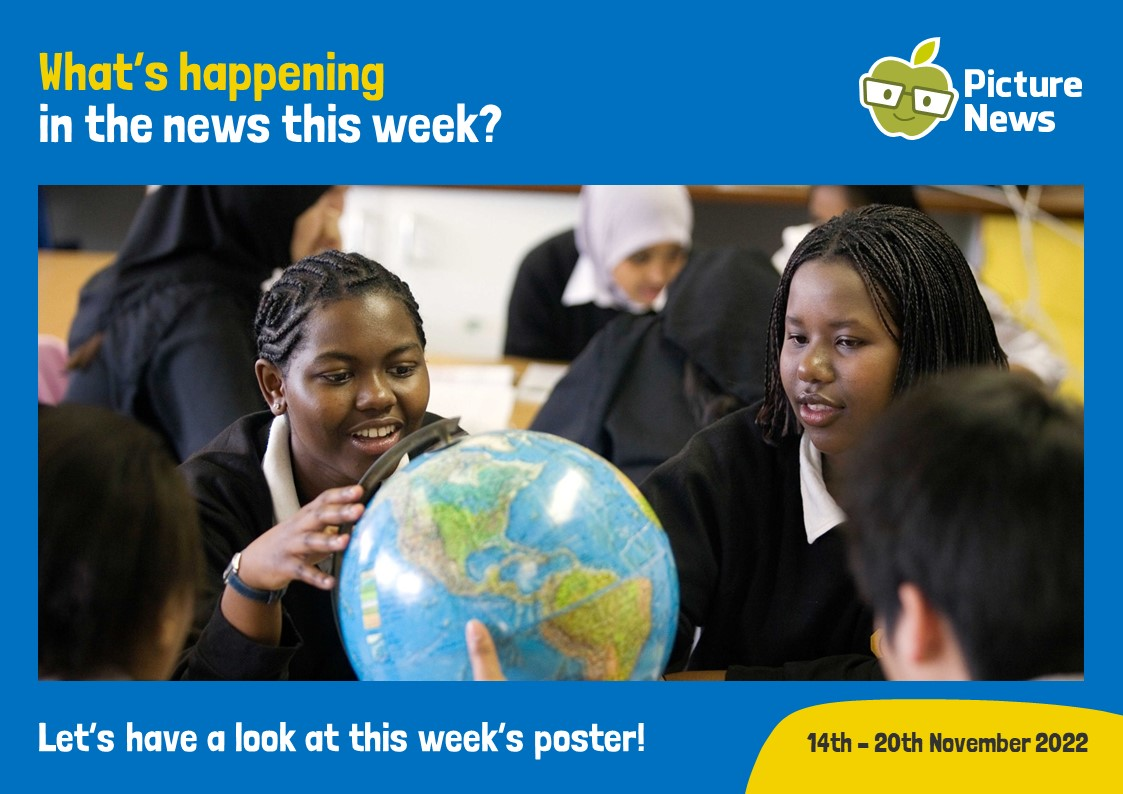 What's happening
in the news this week?
Picture
News
Let's have a look at this week's poster!
14th - 20th November 2022